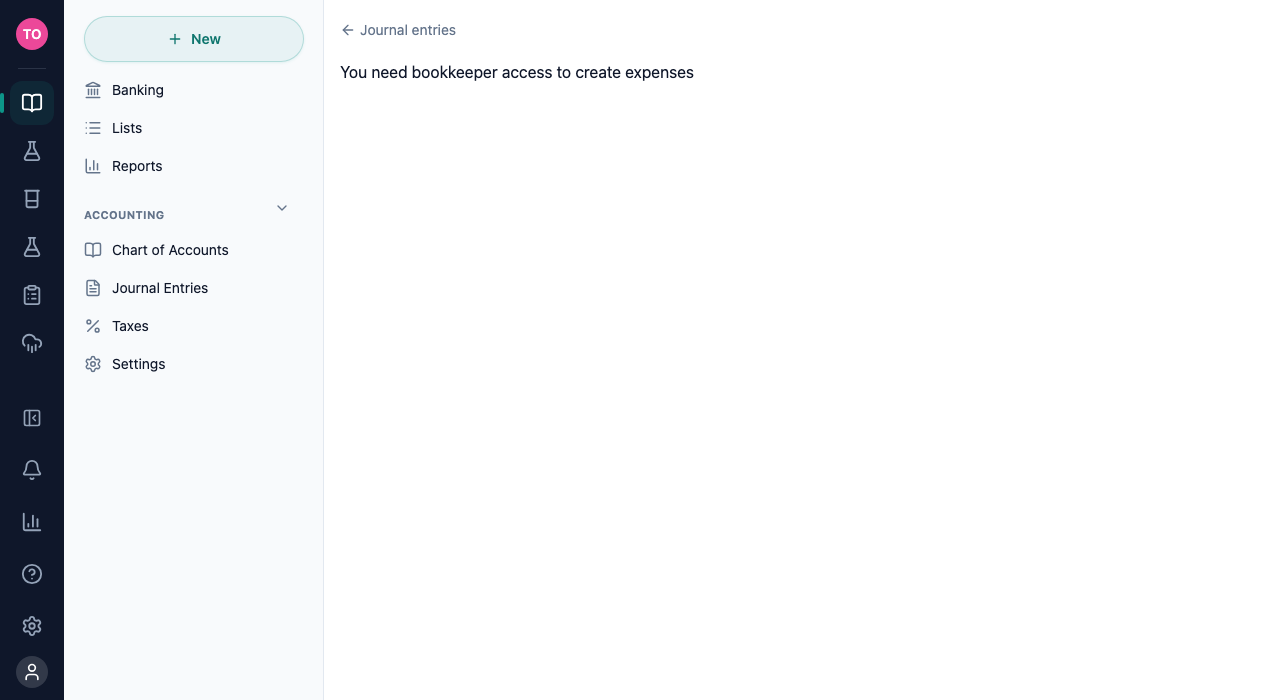 TO
New
Banking
Lists
Reports
ACCOUNTING
Chart of Accounts
Journal Entries
Taxes
Settings
Journal entries
You need bookkeeper access to create expenses